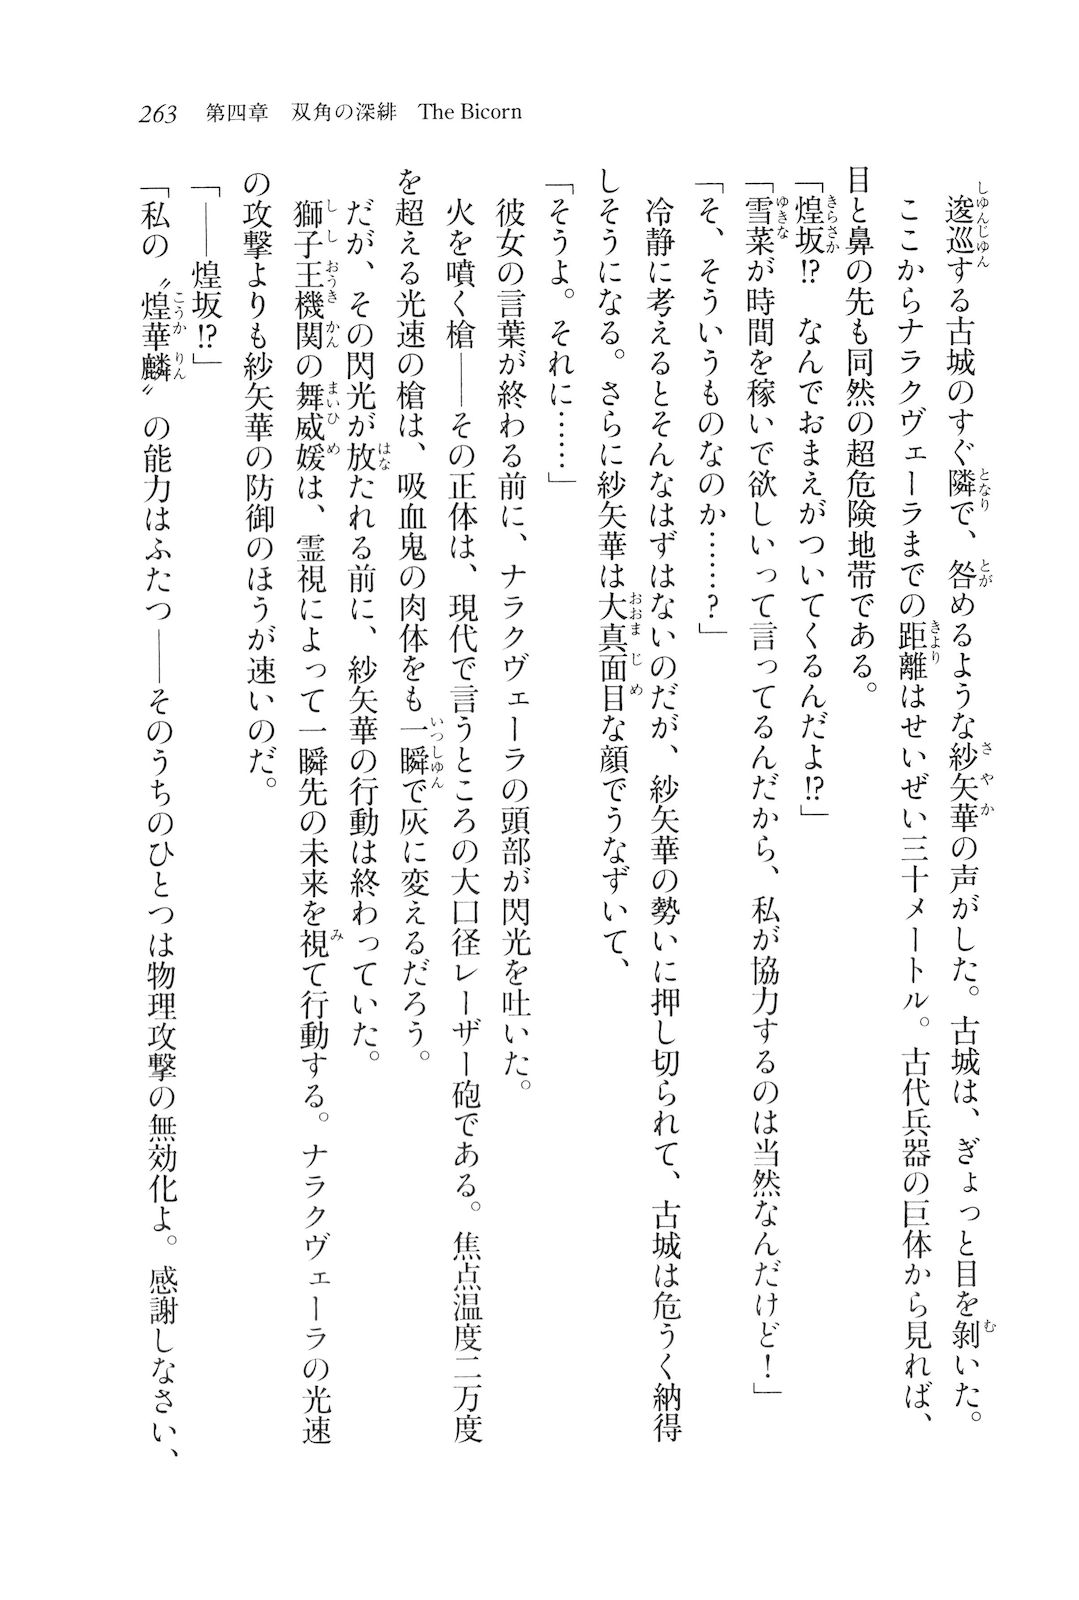 263　第四章　双角の深緋　The Bicorn
　逡巡する古城のすぐ隣で、咎めるような紗矢華の声がした。古城は、ぎょっと目を剝いた。
　ここからナラクヴェーラまでの距離はせいぜい三十メートル。古代兵器の巨体から見れば、
目と鼻の先も同然の超危険地帯である。
「煌坂!?　なんでおまえがついてくるんだよ!?」
「雪菜が時間を稼いで欲しいって言ってるんだから、私が協力するのは当然なんだけど！」
「そ、そういうものなのか……？」
　冷静に考えるとそんなはずはないのだが、紗矢華の勢いに押し切られて、古城は危うく納得
しそうになる。さらに紗矢華は大真面目な顔でうなずいて、
「そうよ。それに……」
　彼女の言葉が終わる前に、ナラクヴェーラの頭部が閃光を吐いた。
　火を噴く槍――その正体は、現代で言うところの大口径レーザー砲である。焦点温度二万度
を超える光速の槍は、吸血鬼の肉体をも一瞬で灰に変えるだろう。
　だが、その閃光が放たれる前に、紗矢華の行動は終わっていた。
　獅子王機関の舞威媛は、霊視によって一瞬先の未来を視て行動する。ナラクヴェーラの光速
の攻撃よりも紗矢華の防御のほうが速いのだ。
「――煌坂!?」
「私の〝煌華麟〟の能力はふたつ――そのうちのひとつは物理攻撃の無効化よ。感謝しなさい、